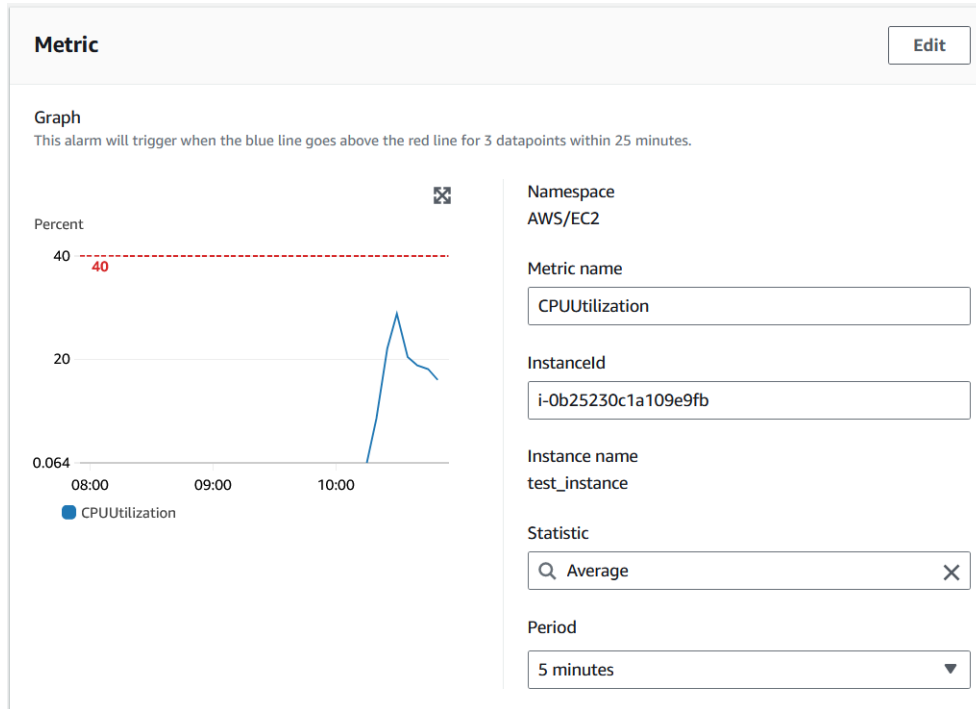 Metric
Edit
Graph
This alarm will trigger when the blue line goes above the red line for 3 datapoints within 25 minutes.
Percent
40
40
20
0.064
08:00 09:00 10:00
CPUUtilization
Namespace
AWS/EC2
Metric name
CPUUtilization
InstanceId
i-0b25230c1a109e9fb
Instance name
test_instance
Statistic
Average
Period
5 minutes